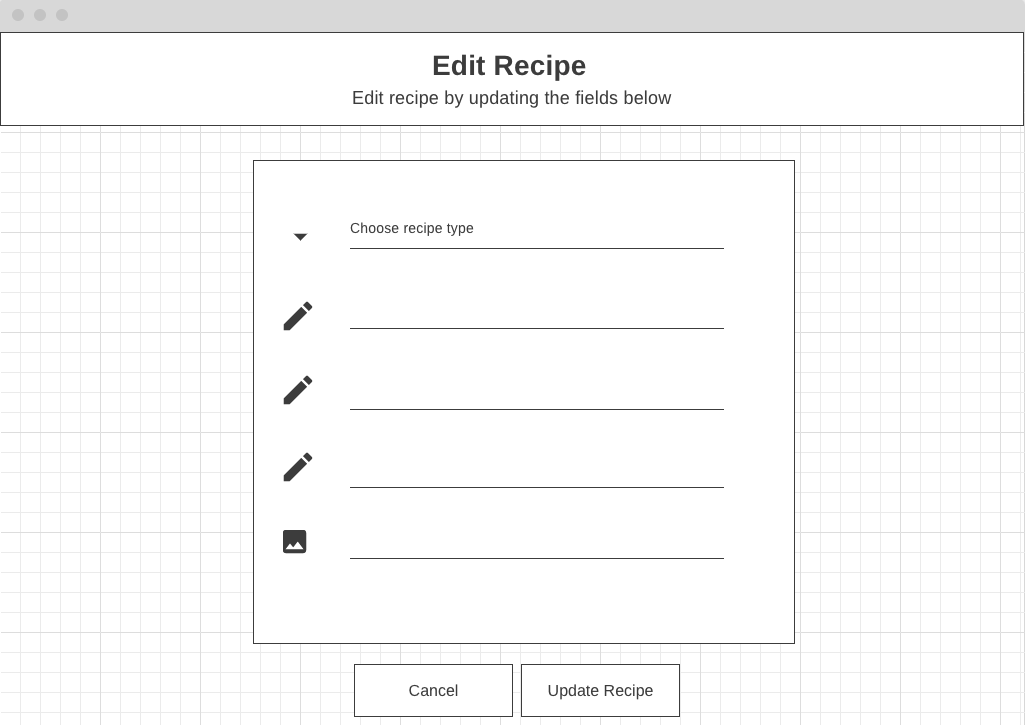 Edit Recipe
Edit recipe by updating the fields below
Choose recipe type
Cancel
Update Recipe